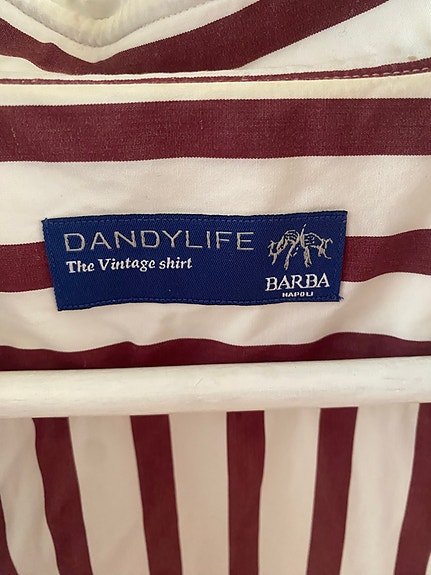 DANDYLIFE
The Vintage shirt
BARBA
NAPOLI